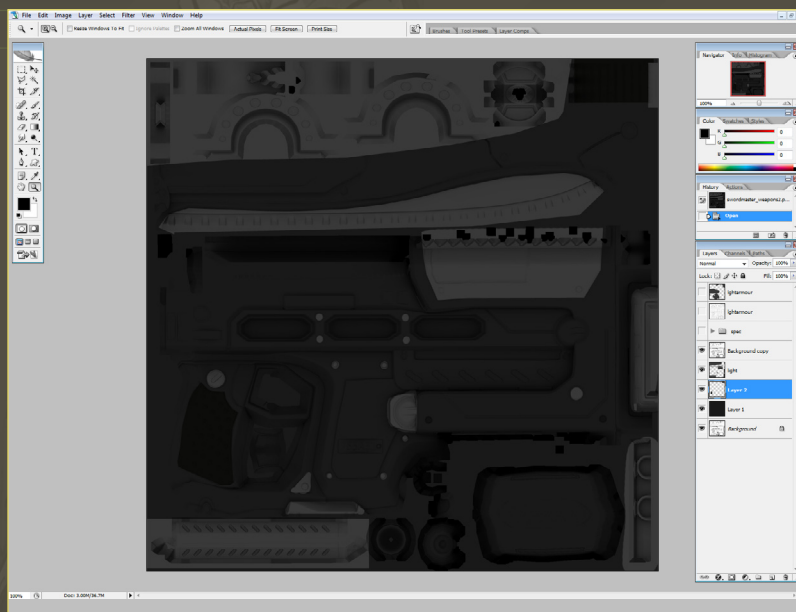 File Edit Image Layer Select Filter View Window Help
Resize Windows To Fit Ignore Palettes Zoom All Windows Actual Pixels Fit Screen Print Size
Brushes Tool Presets Layer Comps
Navigator Info Histogram
100%
Color Swatches Styles
R 0
G 0
B 0
History Actions
swordmaster_weapons2.p...
Open
Layers Channels Paths
Normal Opacity: 100%
Lock: Fill: 100%
lightarmour
lightarmour
spec
Background copy
light
Layer 2
Layer 1
Background
100% Doc: 3.00M/36.7M